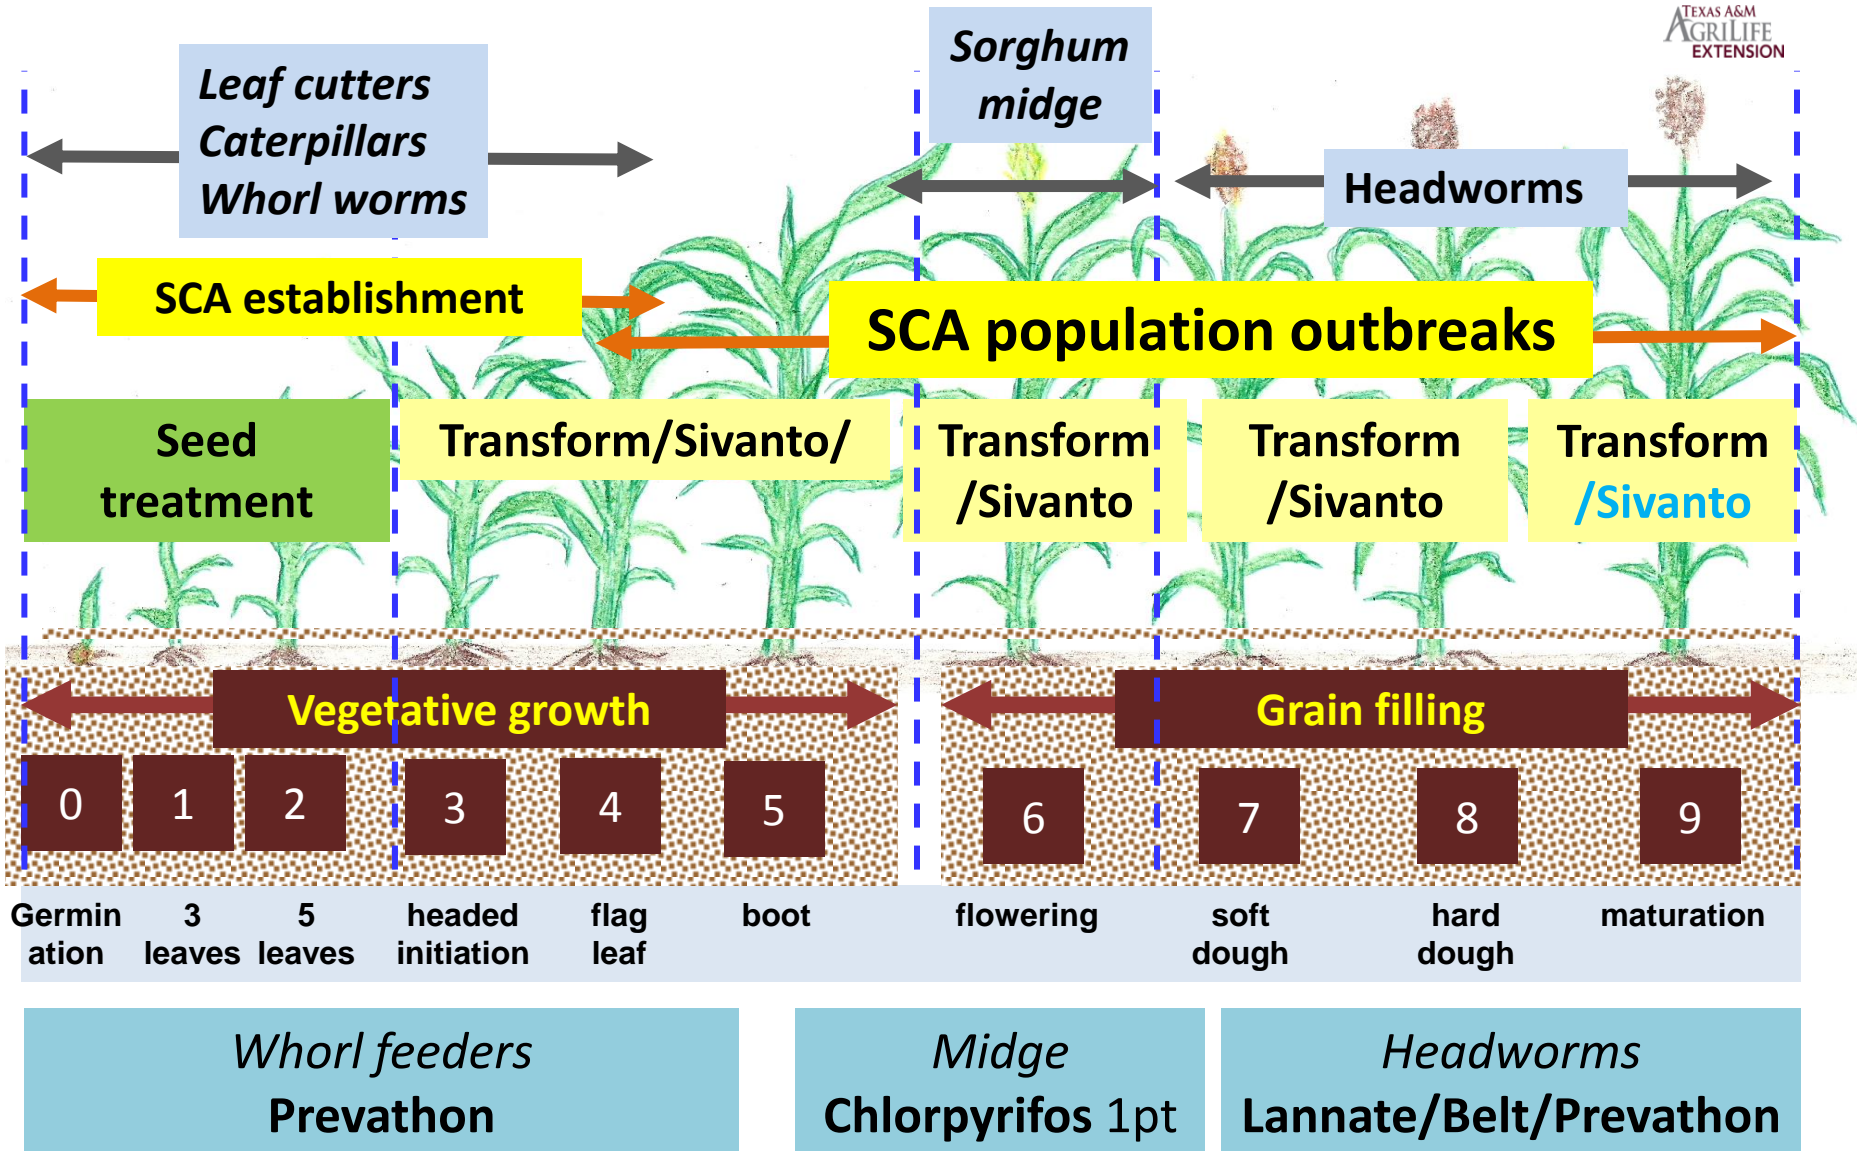 TEXAS A&M
AGRILIFE
EXTENSION
Leaf cutters
Caterpillars
Whorl worms
Sorghum
midge
Headworms
SCA establishment
SCA population outbreaks
Seed
treatment
Transform/Sivanto/
Transform
/Sivanto
Transform
/Sivanto
Transform
/Sivanto
Vegetative growth
Grain filling
0
1
2
3
4
5
6
7
8
9
Germin
ation
3
leaves
5
leaves
headed
initiation
flag
leaf
boot
flowering
soft
dough
hard
dough
maturation
Whorl feeders
Prevathon
Midge
Chlorpyrifos 1pt
Headworms
Lannate/Belt/Prevathon